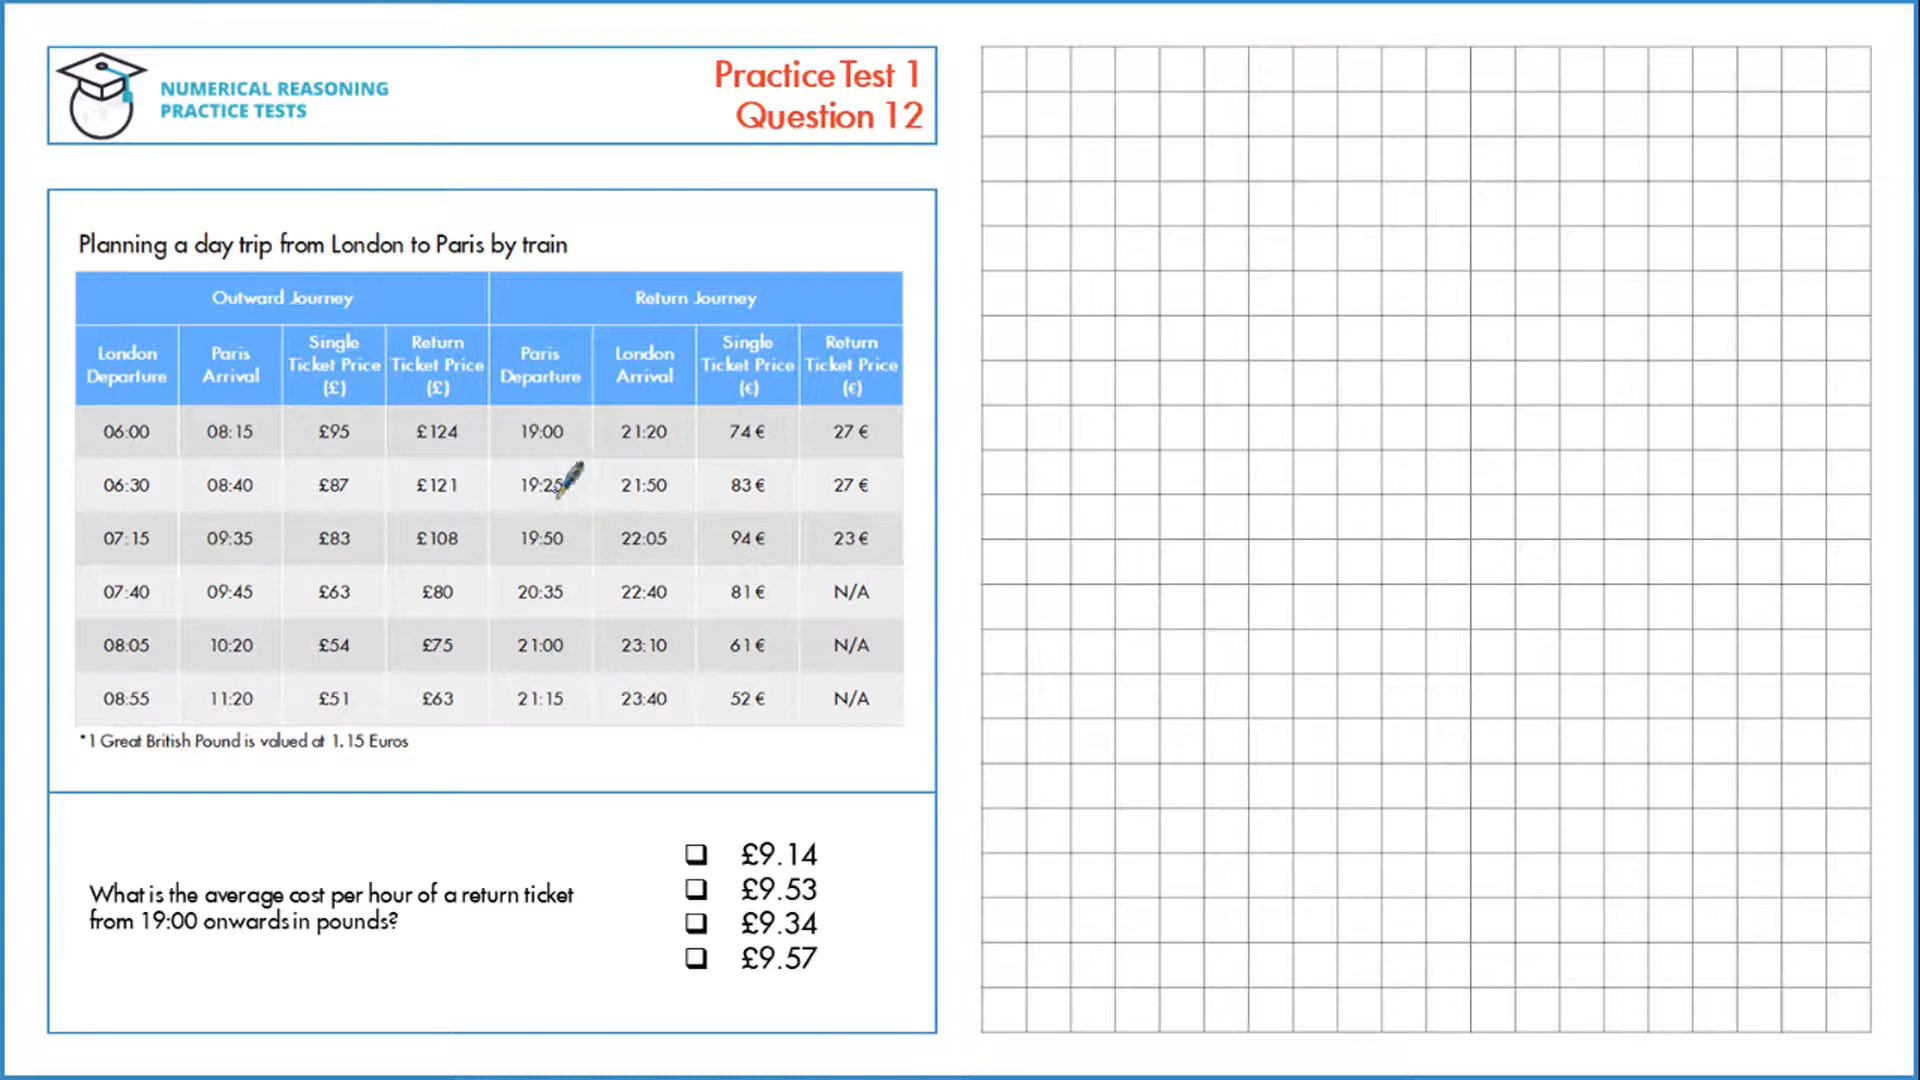 NUMERICAL REASONING
PRACTICE TESTS
Practice Test 1
Question 12
Planning a day trip from London to Paris by train
Outward Journey Return Journey
London Departure Paris Arrival Single Ticket Price (£) Return Ticket Price (£) Paris Departure London Arrival Single Ticket Price (€) Return Ticket Price (€)
06:00 08:15 £95 £124 19:00 21:20 74 € 27 €
06:30 08:40 £87 £121 19:25 21:50 83 € 27 €
07:15 09:35 £83 £108 19:50 22:05 94 € 23 €
07:40 09:45 £63 £80 20:35 22:40 81 € N/A
08:05 10:20 £54 £75 21:00 23:10 61 € N/A
08:55 11:20 £51 £63 21:15 23:40 52 € N/A
*1 Great British Pound is valued at 1.15 Euros
What is the average cost per hour of a return ticket
from 19:00 onwards in pounds?
£9.14
£9.53
£9.34
£9.57